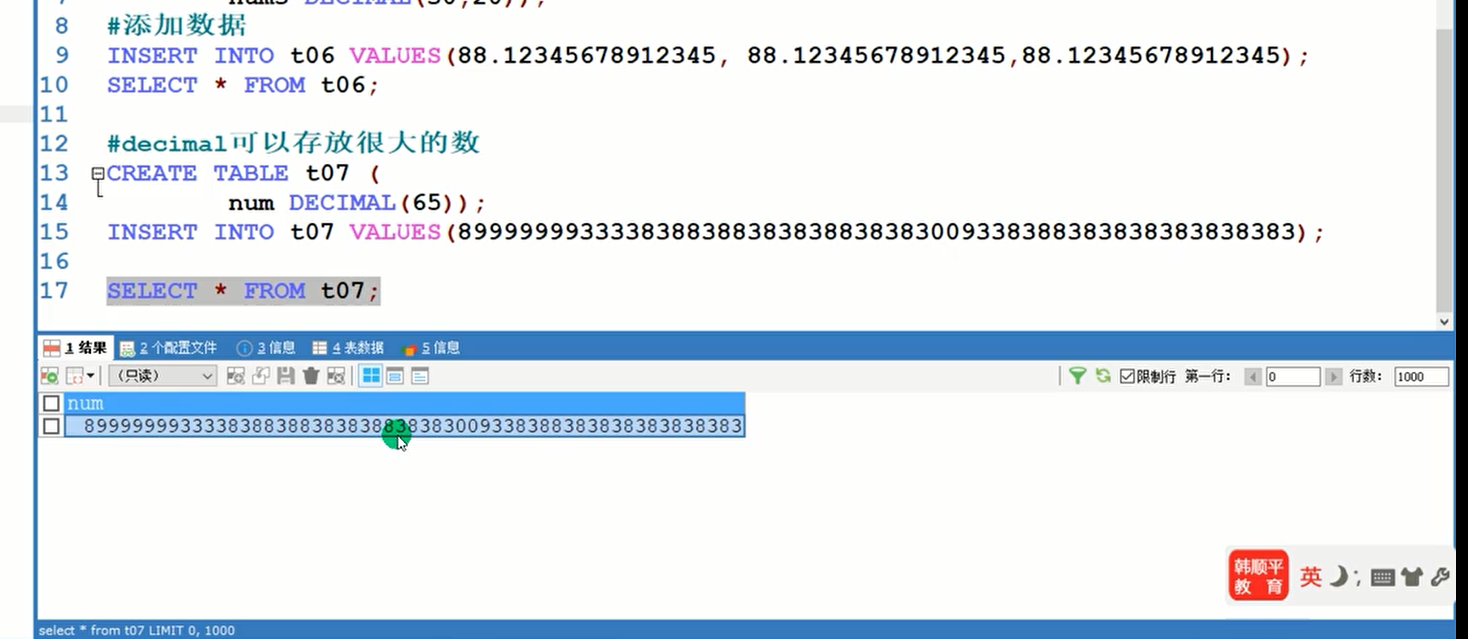 8 #添加数据
9 INSERT INTO t06 VALUES(88.12345678912345, 88.12345678912345,88.12345678912345);
10 SELECT * FROM t06;
11
12 #decimal可以存放很大的数
13 CREATE TABLE t07 (
14 num DECIMAL(65));
15 INSERT INTO t07 VALUES(8999999933338388388383838838383009338388383838383838383);
16
17 SELECT * FROM t07;
1 结果 2 个配置文件 3 信息 4 表数据 5 信息
(只读) 限制行 第一行: 0 行数: 1000
num
8999999933338388388383838838383009338388383838383838383
韩顺平
教 育
英
select * from t07 LIMIT 0, 1000